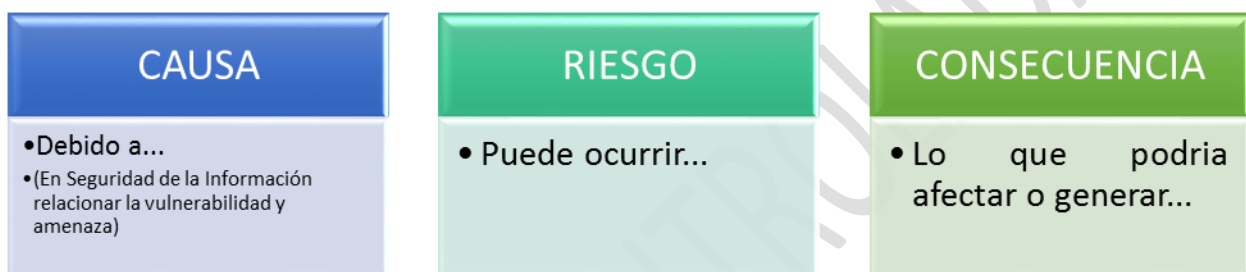 CAUSA
•Debido a...
•(En Seguridad de la Información
relacionar la vulnerabilidad y
amenaza)
RIESGO
• Puede ocurrir...
CONSECUENCIA
• Lo que podria
afectar o generar...